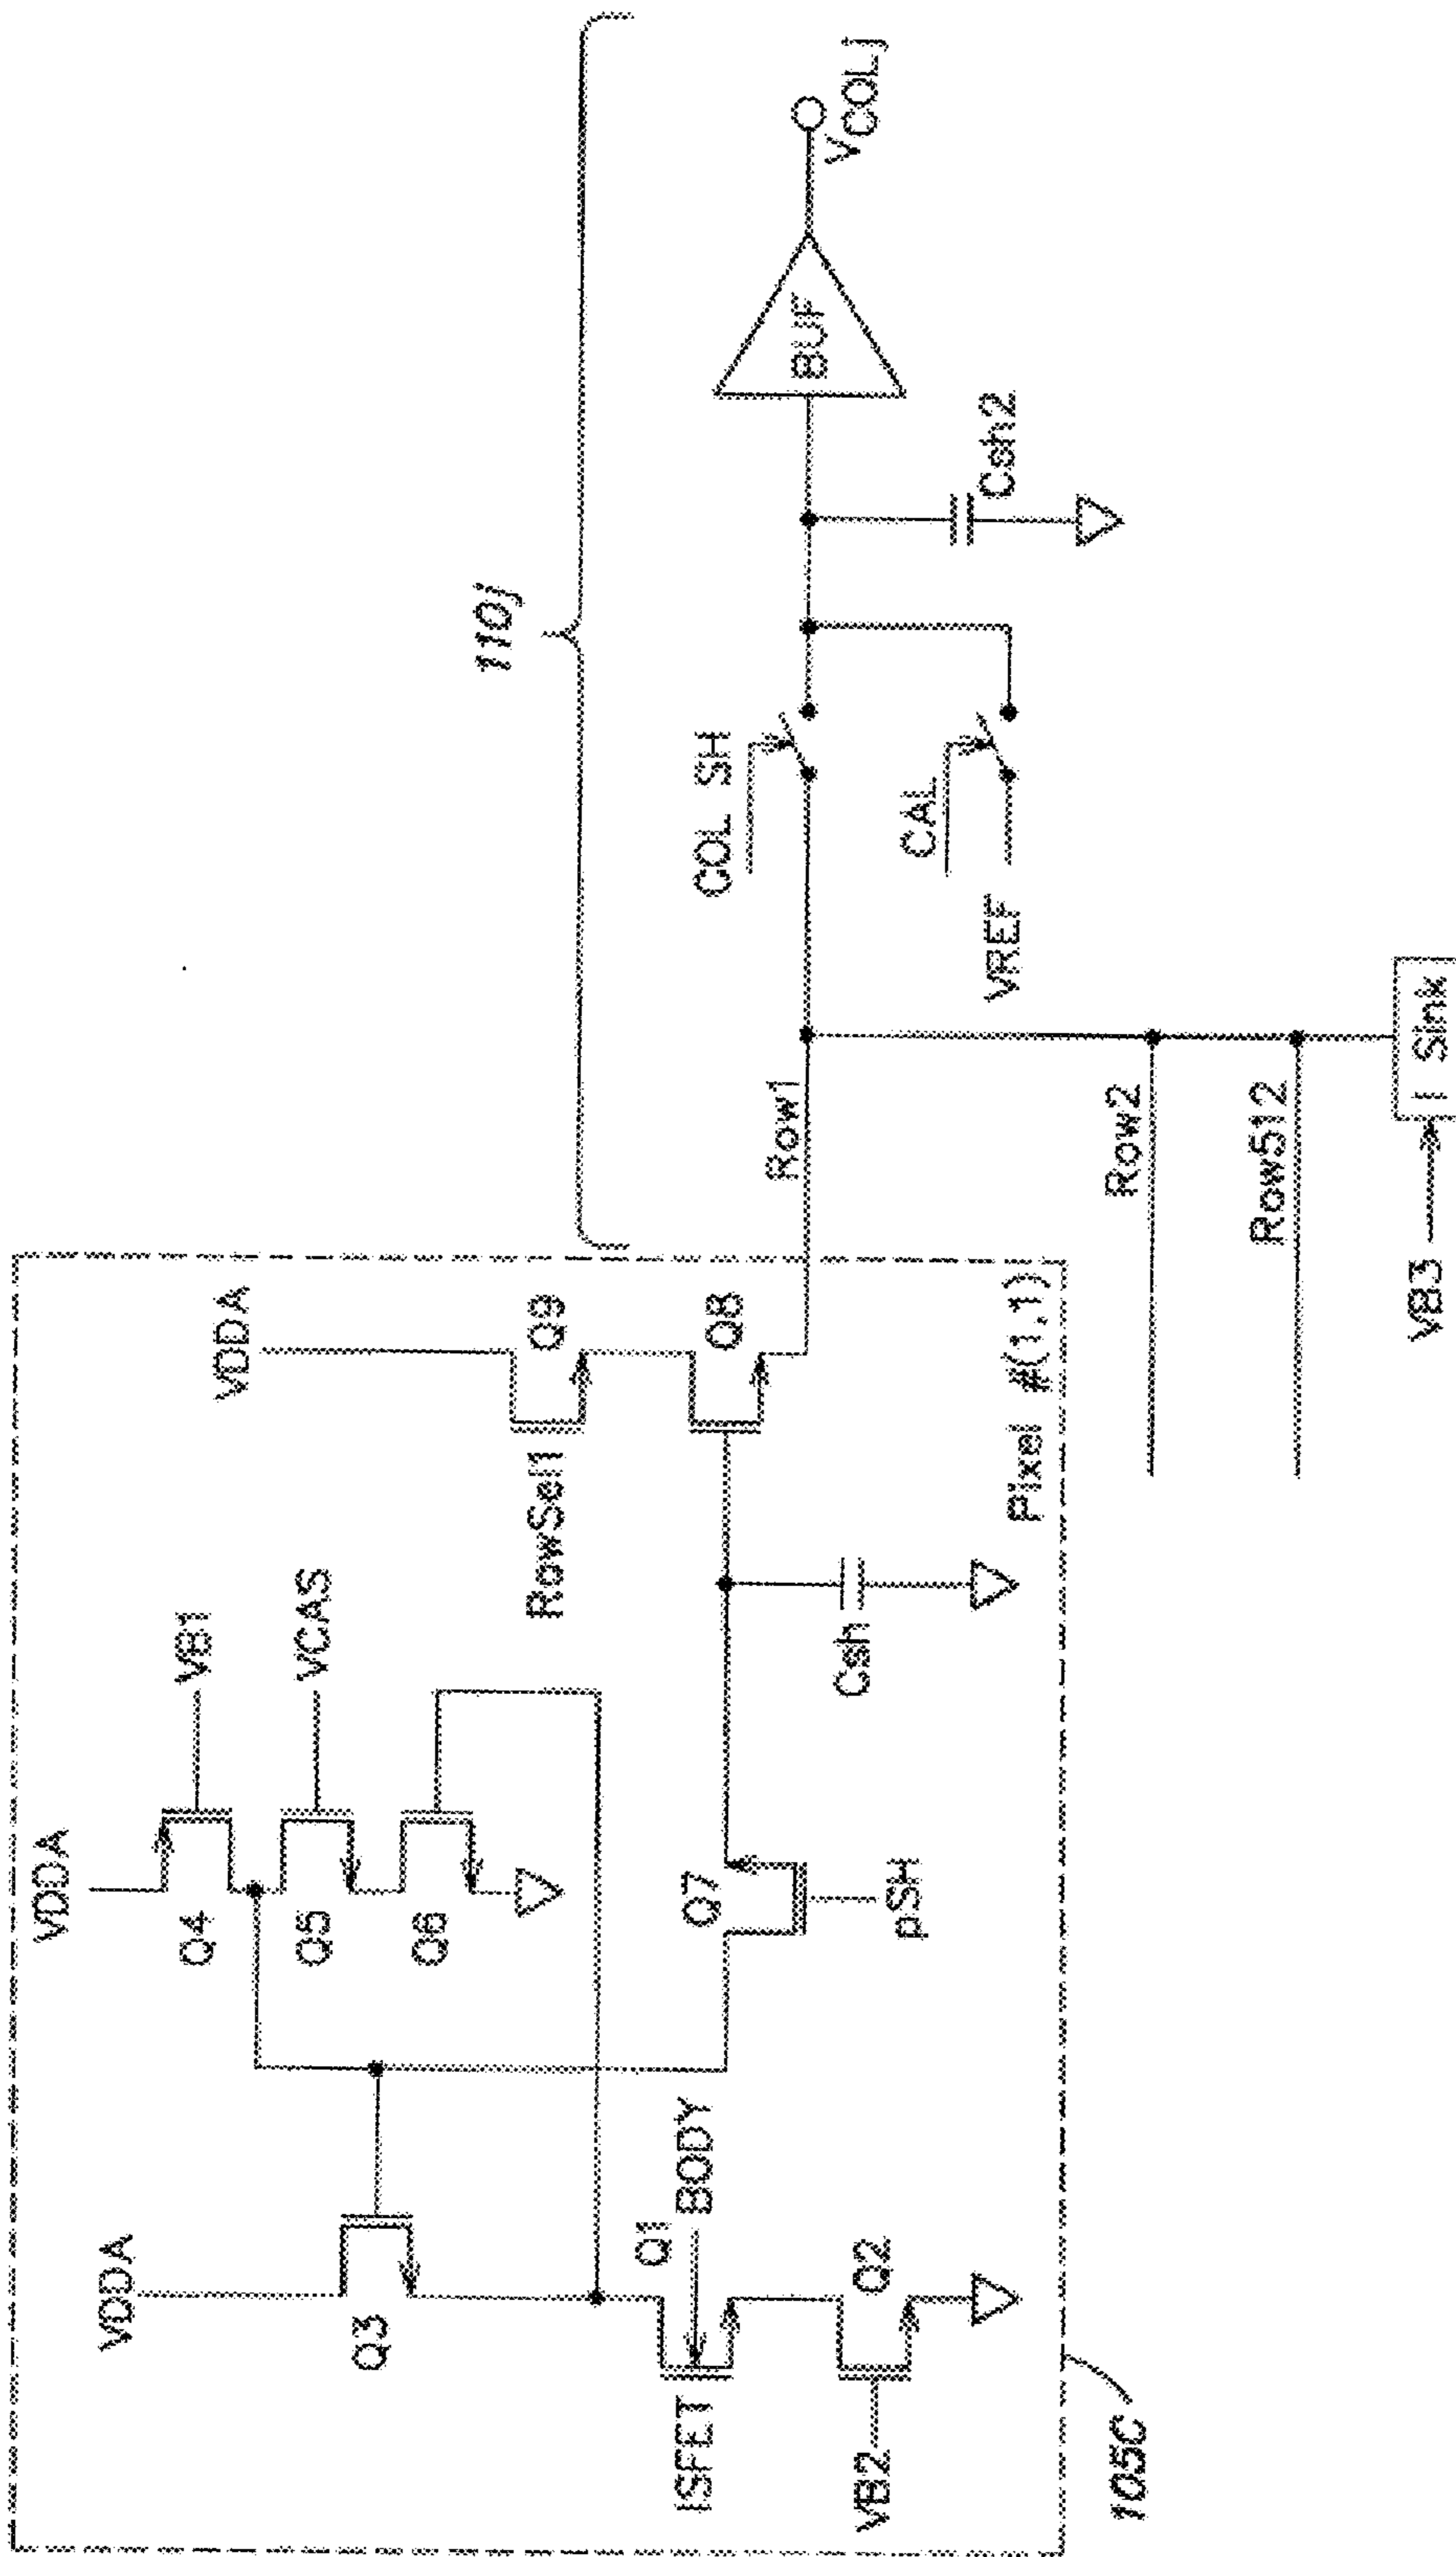 110j
VDDA
VDDA
VDDA
Q3
Q4
VB1
Q5
VCAS
Q6
Q9
RowSel1
Q8
Q7
pSH
Csh
ISFET
Q1
BODY
VB2
Q2
Pixel #(1,1)
105C
Row1
Row2
Row512
VB3
I Sink
COL SH
CAL
VREF
Csh2
BUF
VCOLj